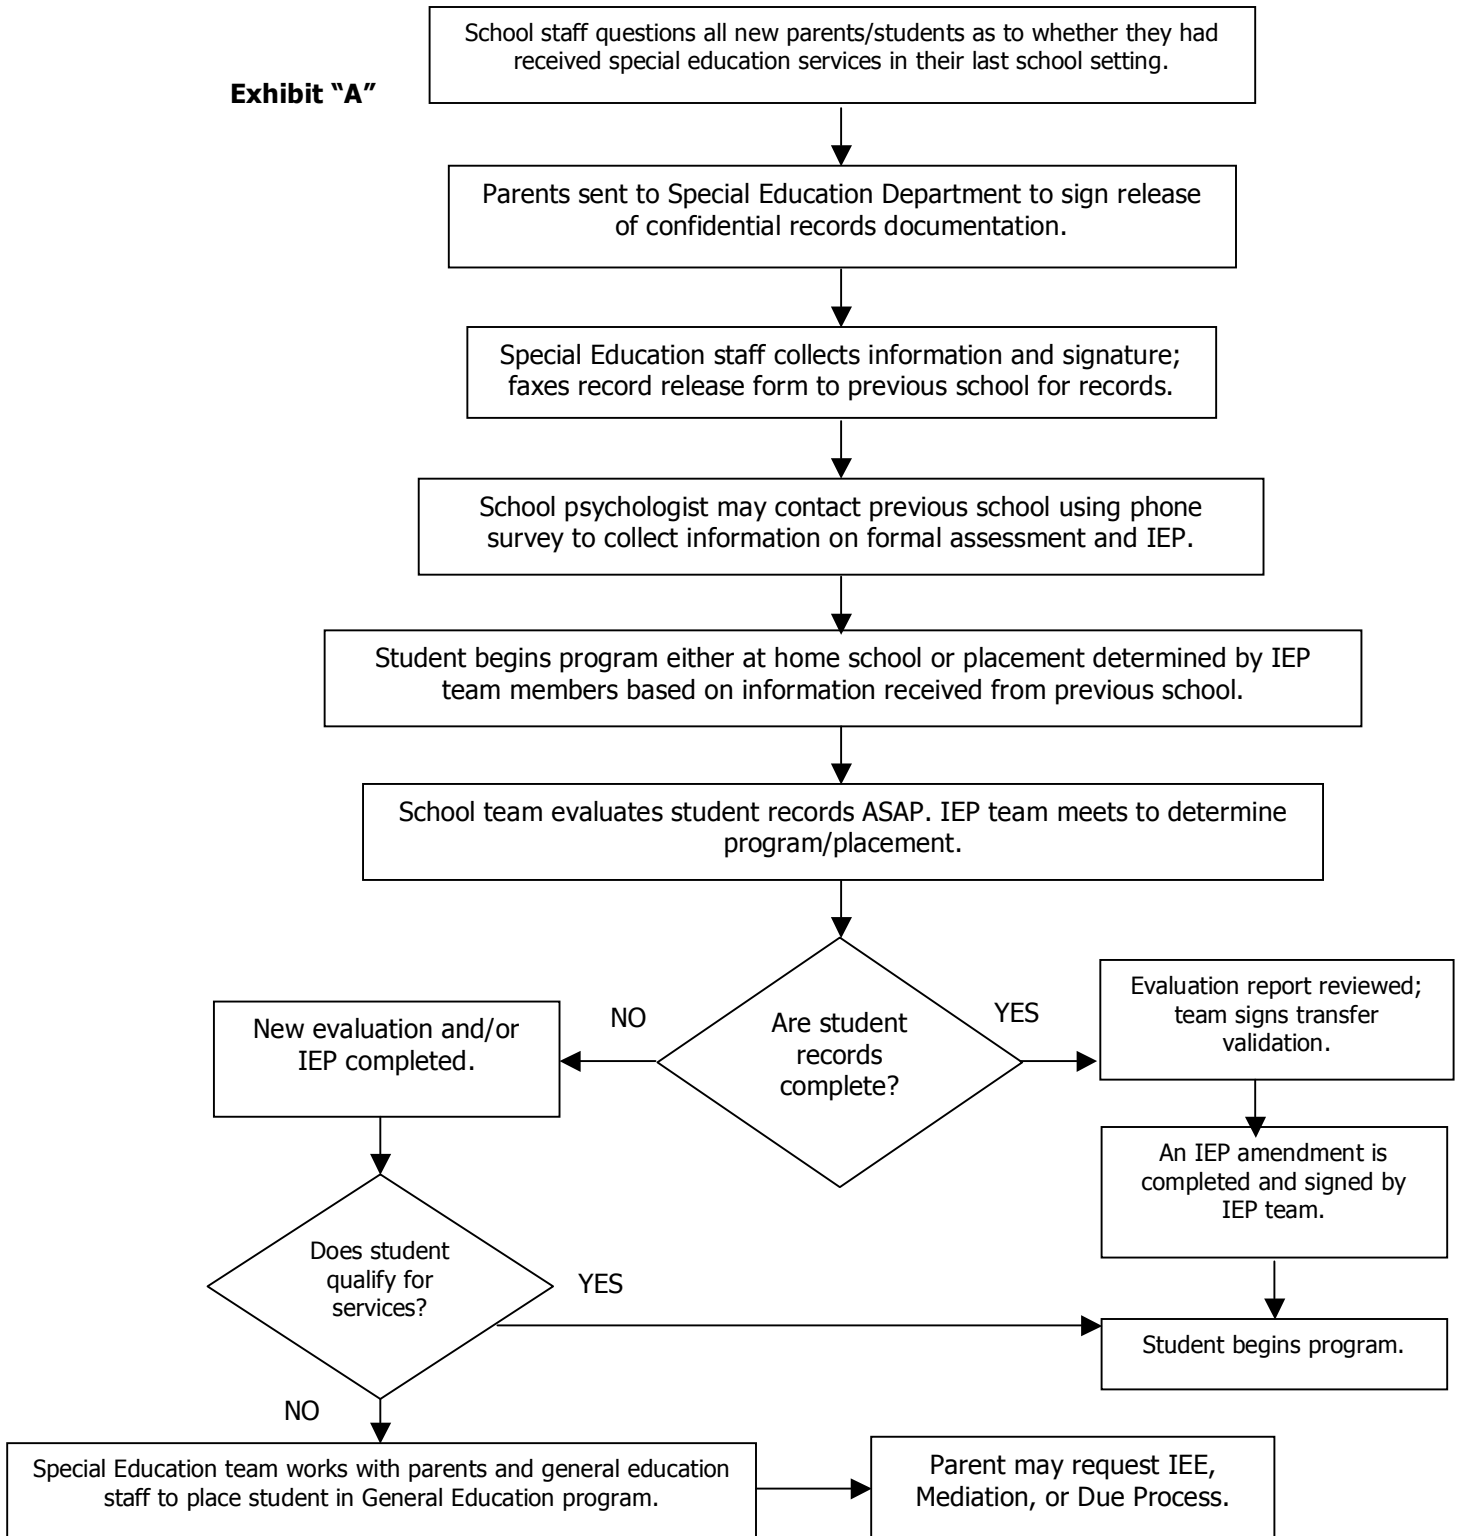 School staff questions all new parents/students as to whether they had
received special education services in their last school setting.
Exhibit “A”
Parents sent to Special Education Department to sign release
of confidential records documentation.
Special Education staff collects information and signature;
faxes record release form to previous school for records.
School psychologist may contact previous school using phone
survey to collect information on formal assessment and IEP.
Student begins program either at home school or placement determined by IEP
team members based on information received from previous school.
School team evaluates student records ASAP. IEP team meets to determine
program/placement.
Are student
records
complete?
NO
YES
New evaluation and/or
IEP completed.
Evaluation report reviewed;
team signs transfer
validation.
An IEP amendment is
completed and signed by
IEP team.
Does student
qualify for
services?
YES
Student begins program.
NO
Special Education team works with parents and general education
staff to place student in General Education program.
Parent may request IEE,
Mediation, or Due Process.